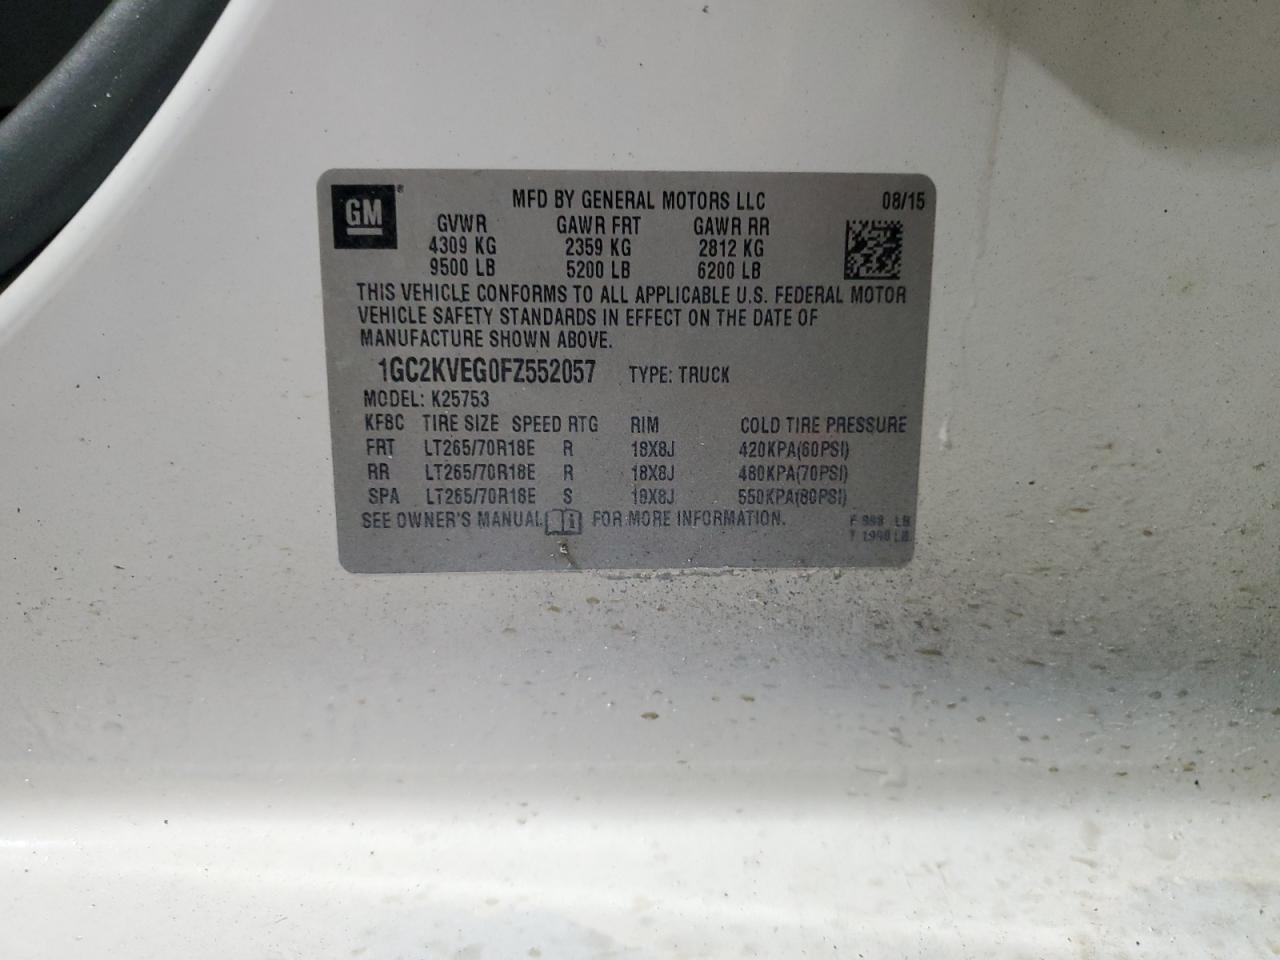 GM®
MFD BY GENERAL MOTORS LLC 08/15
GVWR GAWR FRT GAWR RR
4309 KG 2359 KG 2812 KG
9500 LB 5200 LB 6200 LB
THIS VEHICLE CONFORMS TO ALL APPLICABLE U.S. FEDERAL MOTOR
VEHICLE SAFETY STANDARDS IN EFFECT ON THE DATE OF
MANUFACTURE SHOWN ABOVE.
1GC2KVEG0FZ552057 TYPE: TRUCK
MODEL: K25753
KF8C TIRE SIZE SPEED RTG RIM COLD TIRE PRESSURE
FRT LT265/70R18E R 18X8J 420KPA(60PSI)
RR LT265/70R18E R 18X8J 480KPA(70PSI)
SPA LT265/70R18E S 18X8J 550KPA(80PSI)
SEE OWNER'S MANUAL FOR MORE INFORMATION.
F LB
T LB